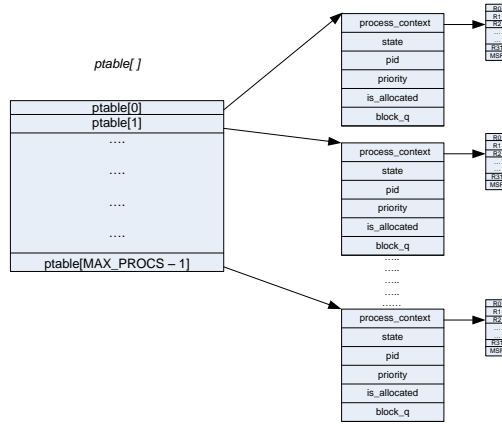 ptable[ ]
ptable[0]
ptable[1]
....
....
....
....
ptable[MAX_PROCS – 1]
process_context
state
pid
priority
is_allocated
block_q
R0
R1
R2
...
...
R31
MSR
process_context
state
pid
priority
is_allocated
block_q
R0
R1
R2
...
...
R31
MSR
.....
.....
.....
......
process_context
state
pid
priority
is_allocated
block_q
R0
R1
R2
...
...
R31
MSR